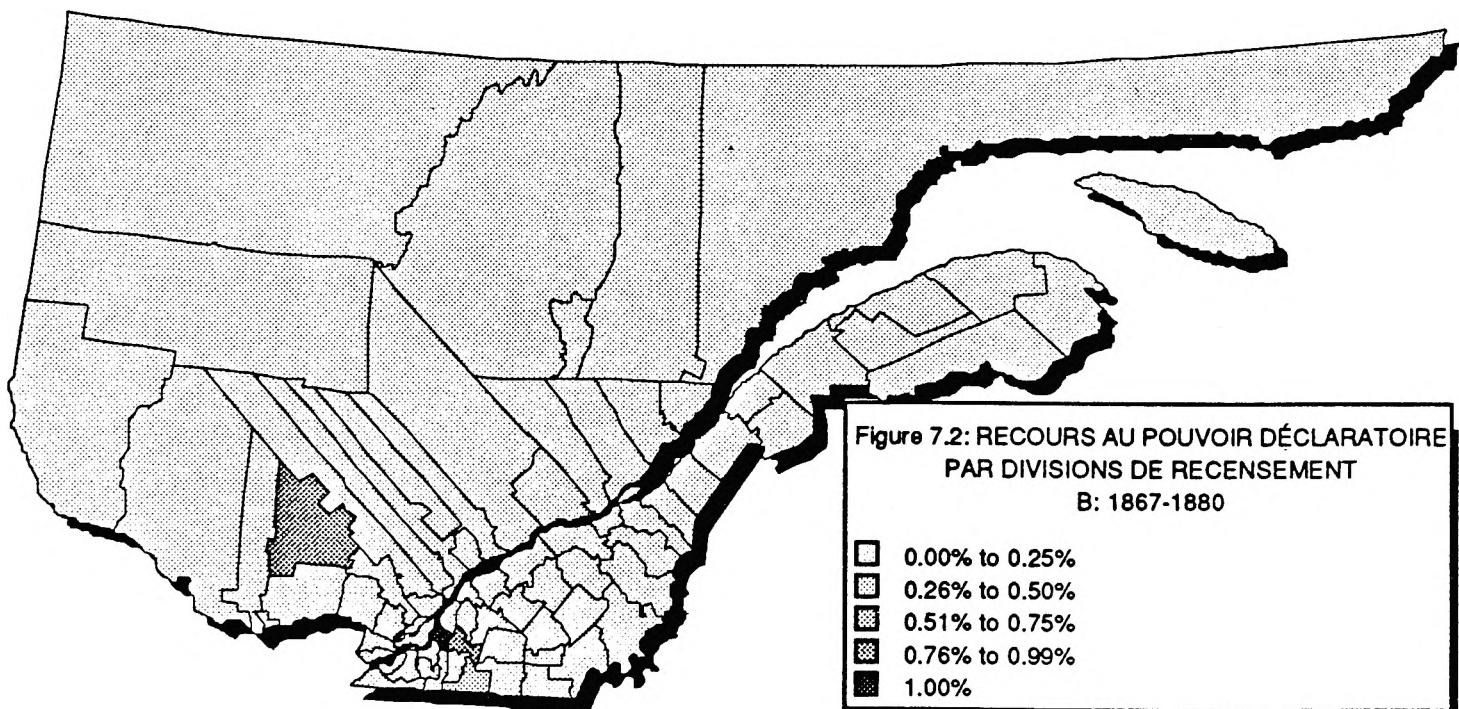 Figure 7.2: RECOURS AU POUVOIR DÉCLARATOIRE
PAR DIVISIONS DE RECENSEMENT
B: 1867-1880
0.00% to 0.25%
0.26% to 0.50%
0.51% to 0.75%
0.76% to 0.99%
1.00%